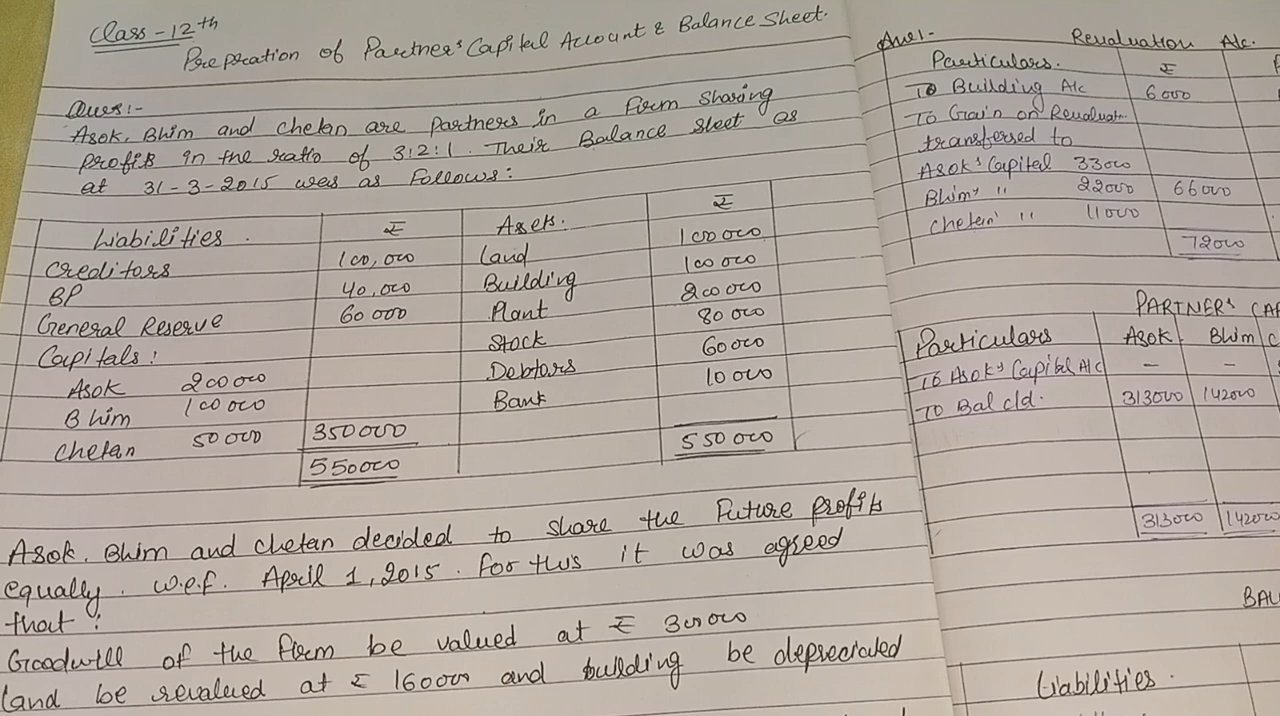 Class - 12th
Prepration of Partner's Capital Account & Balance Sheet.
Ques:-
Asok, Bhim and Chetan are partners in a firm sharing
profits in the ratio of 3:2:1. Their Balance Sheet as
at 31-3-2015 was as follows:
Liabilities. ₹ Assets. ₹
Creditors 100,000 Land 100000
BP 40,000 Building 100000
General Reserve 60000 Plant 200000
Capitals: Stock 80000
Asok 200000 Debtors 60000
Bhim 100000 Bank 10000
Chetan 50000 350000
550000 550000
Asok, Bhim and Chetan decided to share the Future profits
equally. w.e.f. April 1, 2015. For this it was agreed
that:
Goodwill of the firm be valued at ₹ 300000
Land be revalued at ₹ 160000 and building be depreciated
Ans:- Revaluation A/c.
Particulars. ₹
To Building A/c 6000
To Gain on Revaluat.
transferred to
Asok's Capital 33000
Bhim's " 22000 66000
Chetan' " 11000
72000
PARTNER'S
Particulars Asok Bhim
To Asok's Capital A/c - -
To Bal c/d. 313000 142000
313000 142000
Liabilities.